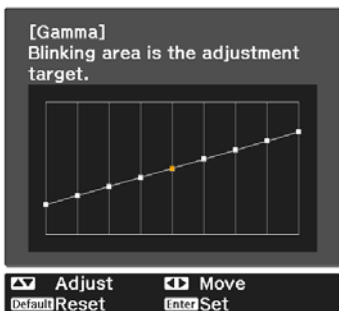 [Gamma]
Blinking area is the adjustment
target.
Adjust Move
Default Reset Enter Set